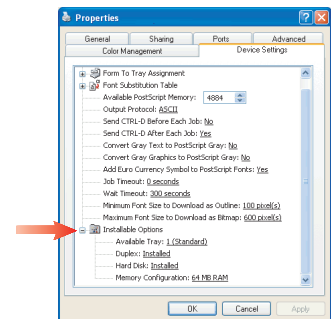 Properties
General Sharing Ports Advanced
Color Management Device Settings
Form To Tray Assignment
Font Substitution Table
Available PostScript Memory: 4884
Output Protocol: ASCII
Send CTRL-D Before Each Job: No
Send CTRL-D After Each Job: Yes
Convert Gray Text to PostScript Gray: No
Convert Gray Graphics to PostScript Gray: No
Add Euro Currency Symbol to PostScript Fonts: Yes
Job Timeout: 0 seconds
Wait Timeout: 300 seconds
Minimum Font Size to Download as Outline: 100 pixel(s)
Maximum Font Size to Download as Bitmap: 600 pixel(s)
Installable Options
Available Tray: 1 (Standard)
Duplex: Installed
Hard Disk: Installed
Memory Configuration: 64 MB RAM
OK Cancel Apply